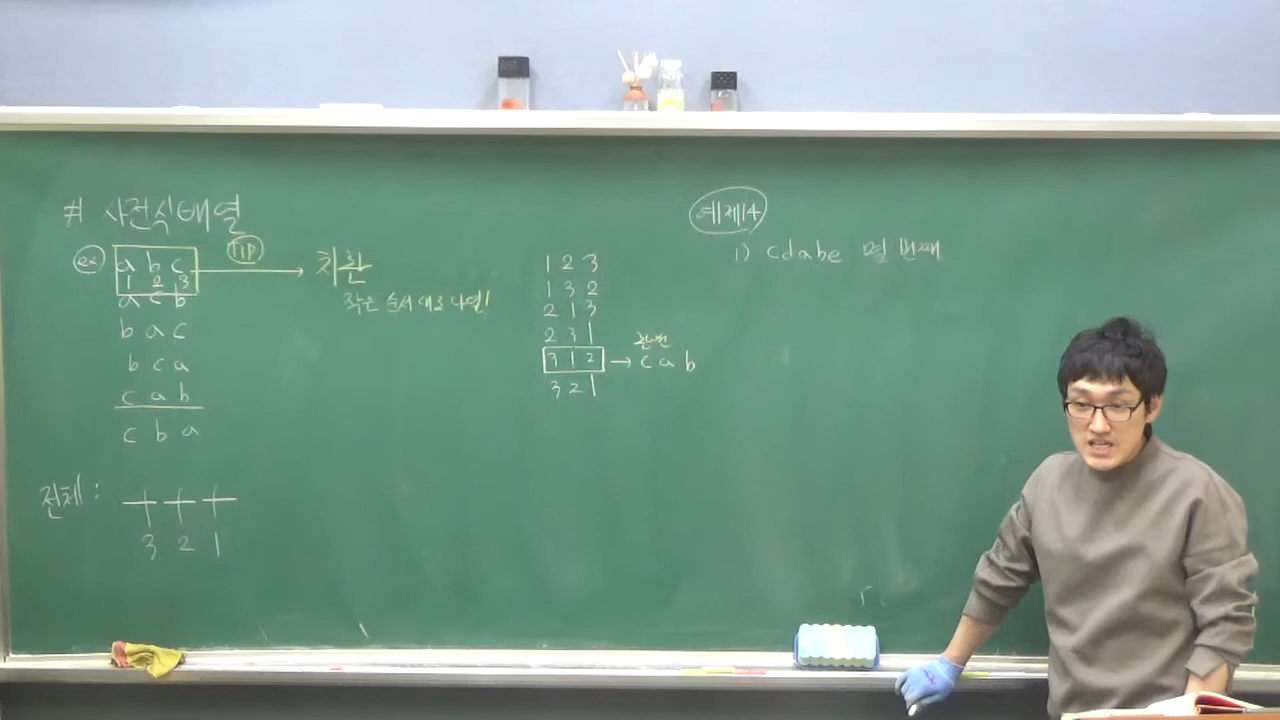 # 사전식배열
ex a b c
1 2 3
a c b
b a c
b c a
c a b
c b a
TIP
치환
작은 순서대로 나열!
전체 :
3 2 1
1 2 3
1 3 2
2 1 3
2 3 1
3 1 2 → c a b
3 2 1
예제14
1) cdabe 몇 번째